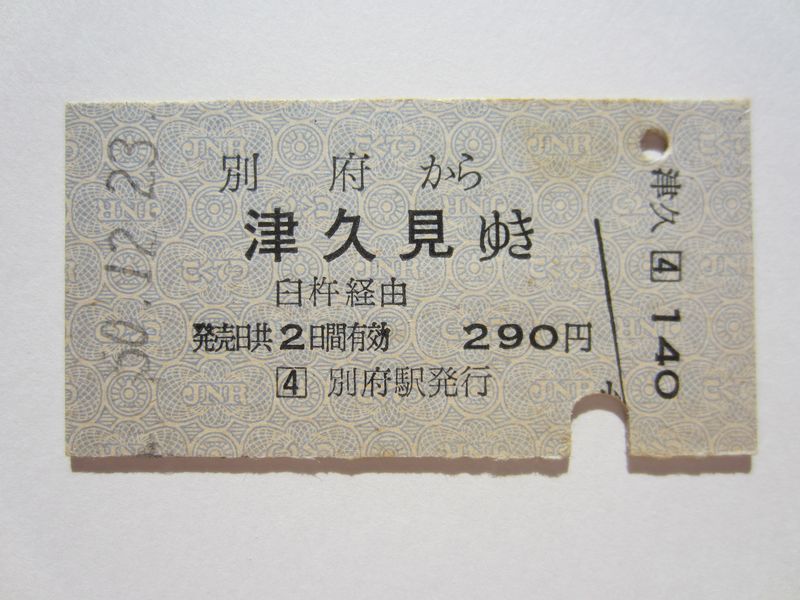 50.12.23
別府から
津久見ゆき
臼杵経由
発売日共2日間有効 290円
4 別府駅発行
津久 4 140
小